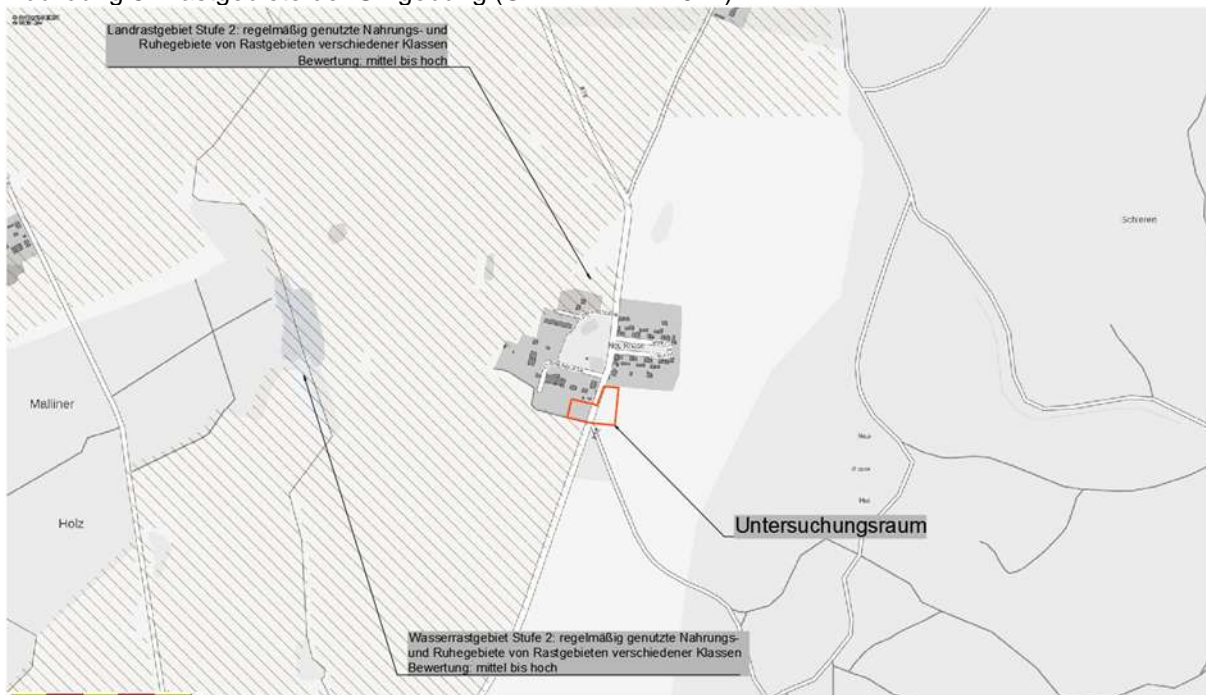 Landrastgebiet Stufe 2: regelmäßig genutzte Nahrungs- und
Ruhegebiete von Rastgebieten verschiedener Klassen
Bewertung: mittel bis hoch
Schieren
Malliner
Holz
Untersuchungsraum
Wasserrastgebiet Stufe 2: regelmäßig genutzte Nahrungs-
und Ruhegebiete von Rastgebieten verschiedener Klassen
Bewertung: mittel bis hoch